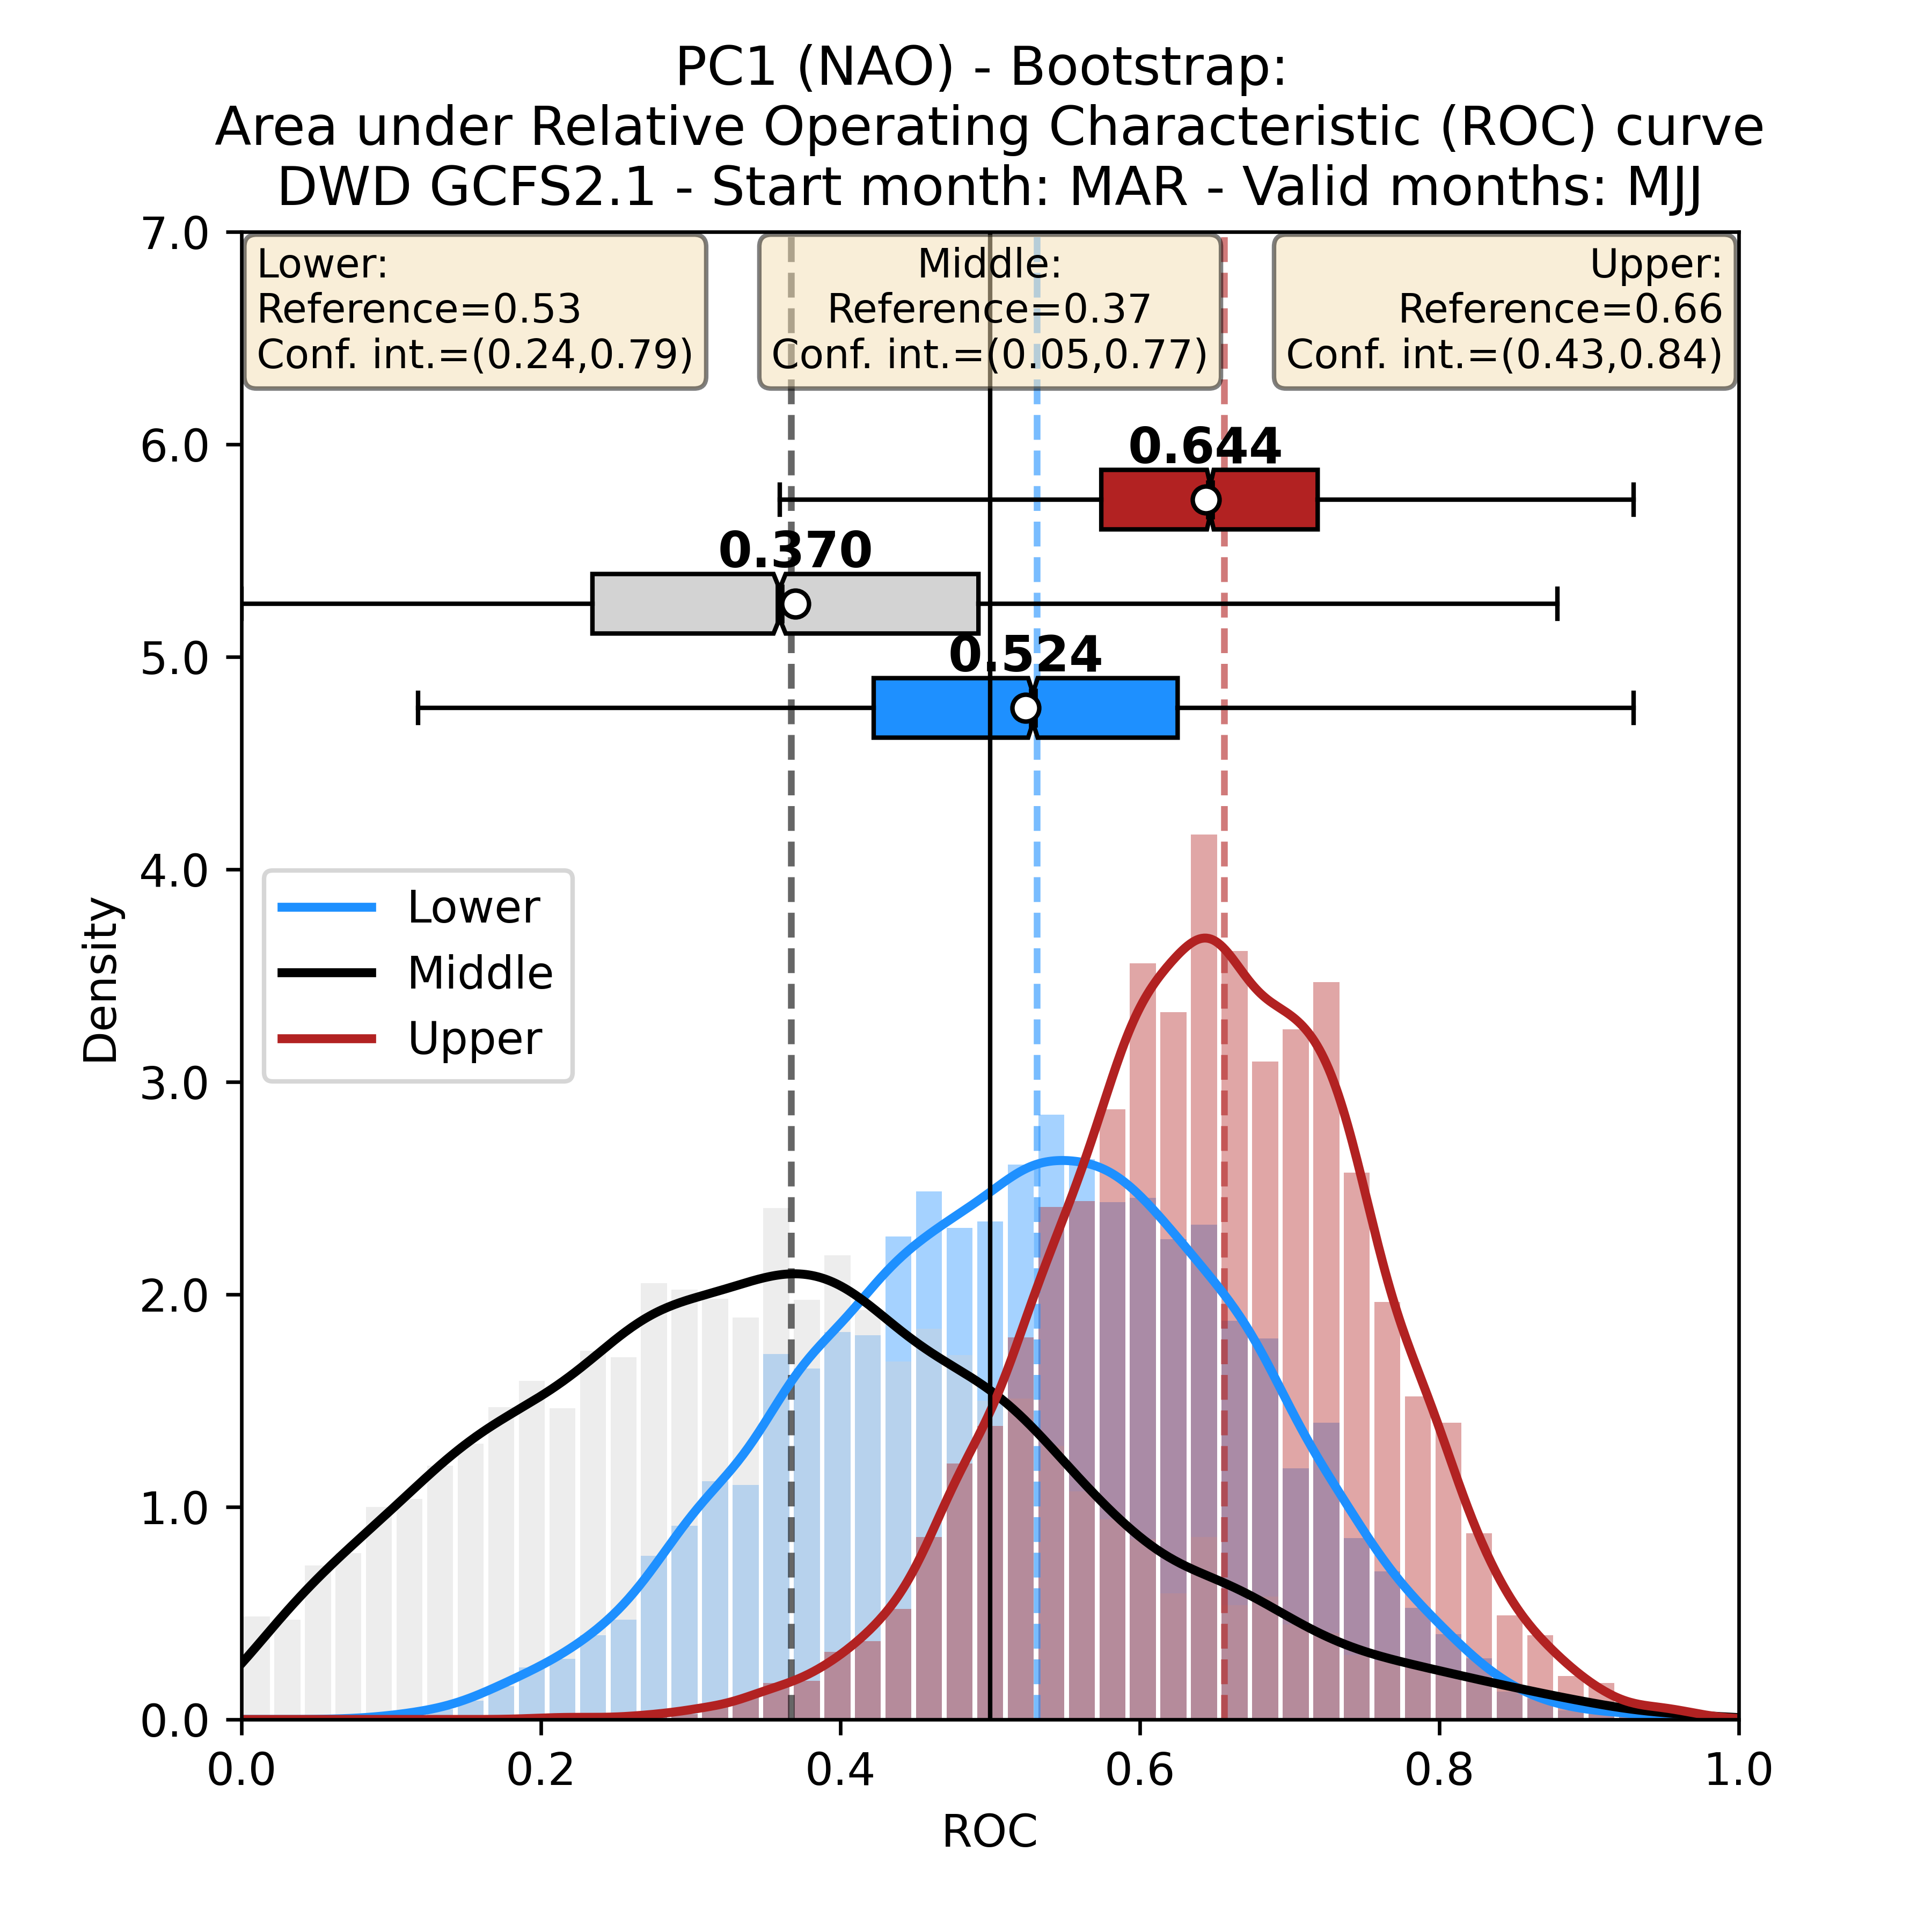 PC1 (NAO) - Bootstrap:
Area under Relative Operating Characteristic (ROC) curve
DWD GCFS2.1 - Start month: MAR - Valid months: MJJ
Lower:
Reference=0.53
Conf. int.=(0.24,0.79)
Middle:
Reference=0.37
Conf. int.=(0.05,0.77)
Upper:
Reference=0.66
Conf. int.=(0.43,0.84)
0.644
0.370
0.524
Lower
Middle
Upper
Density
7.0
6.0
5.0
4.0
3.0
2.0
1.0
0.0
0.0 0.2 0.4 0.6 0.8 1.0
ROC